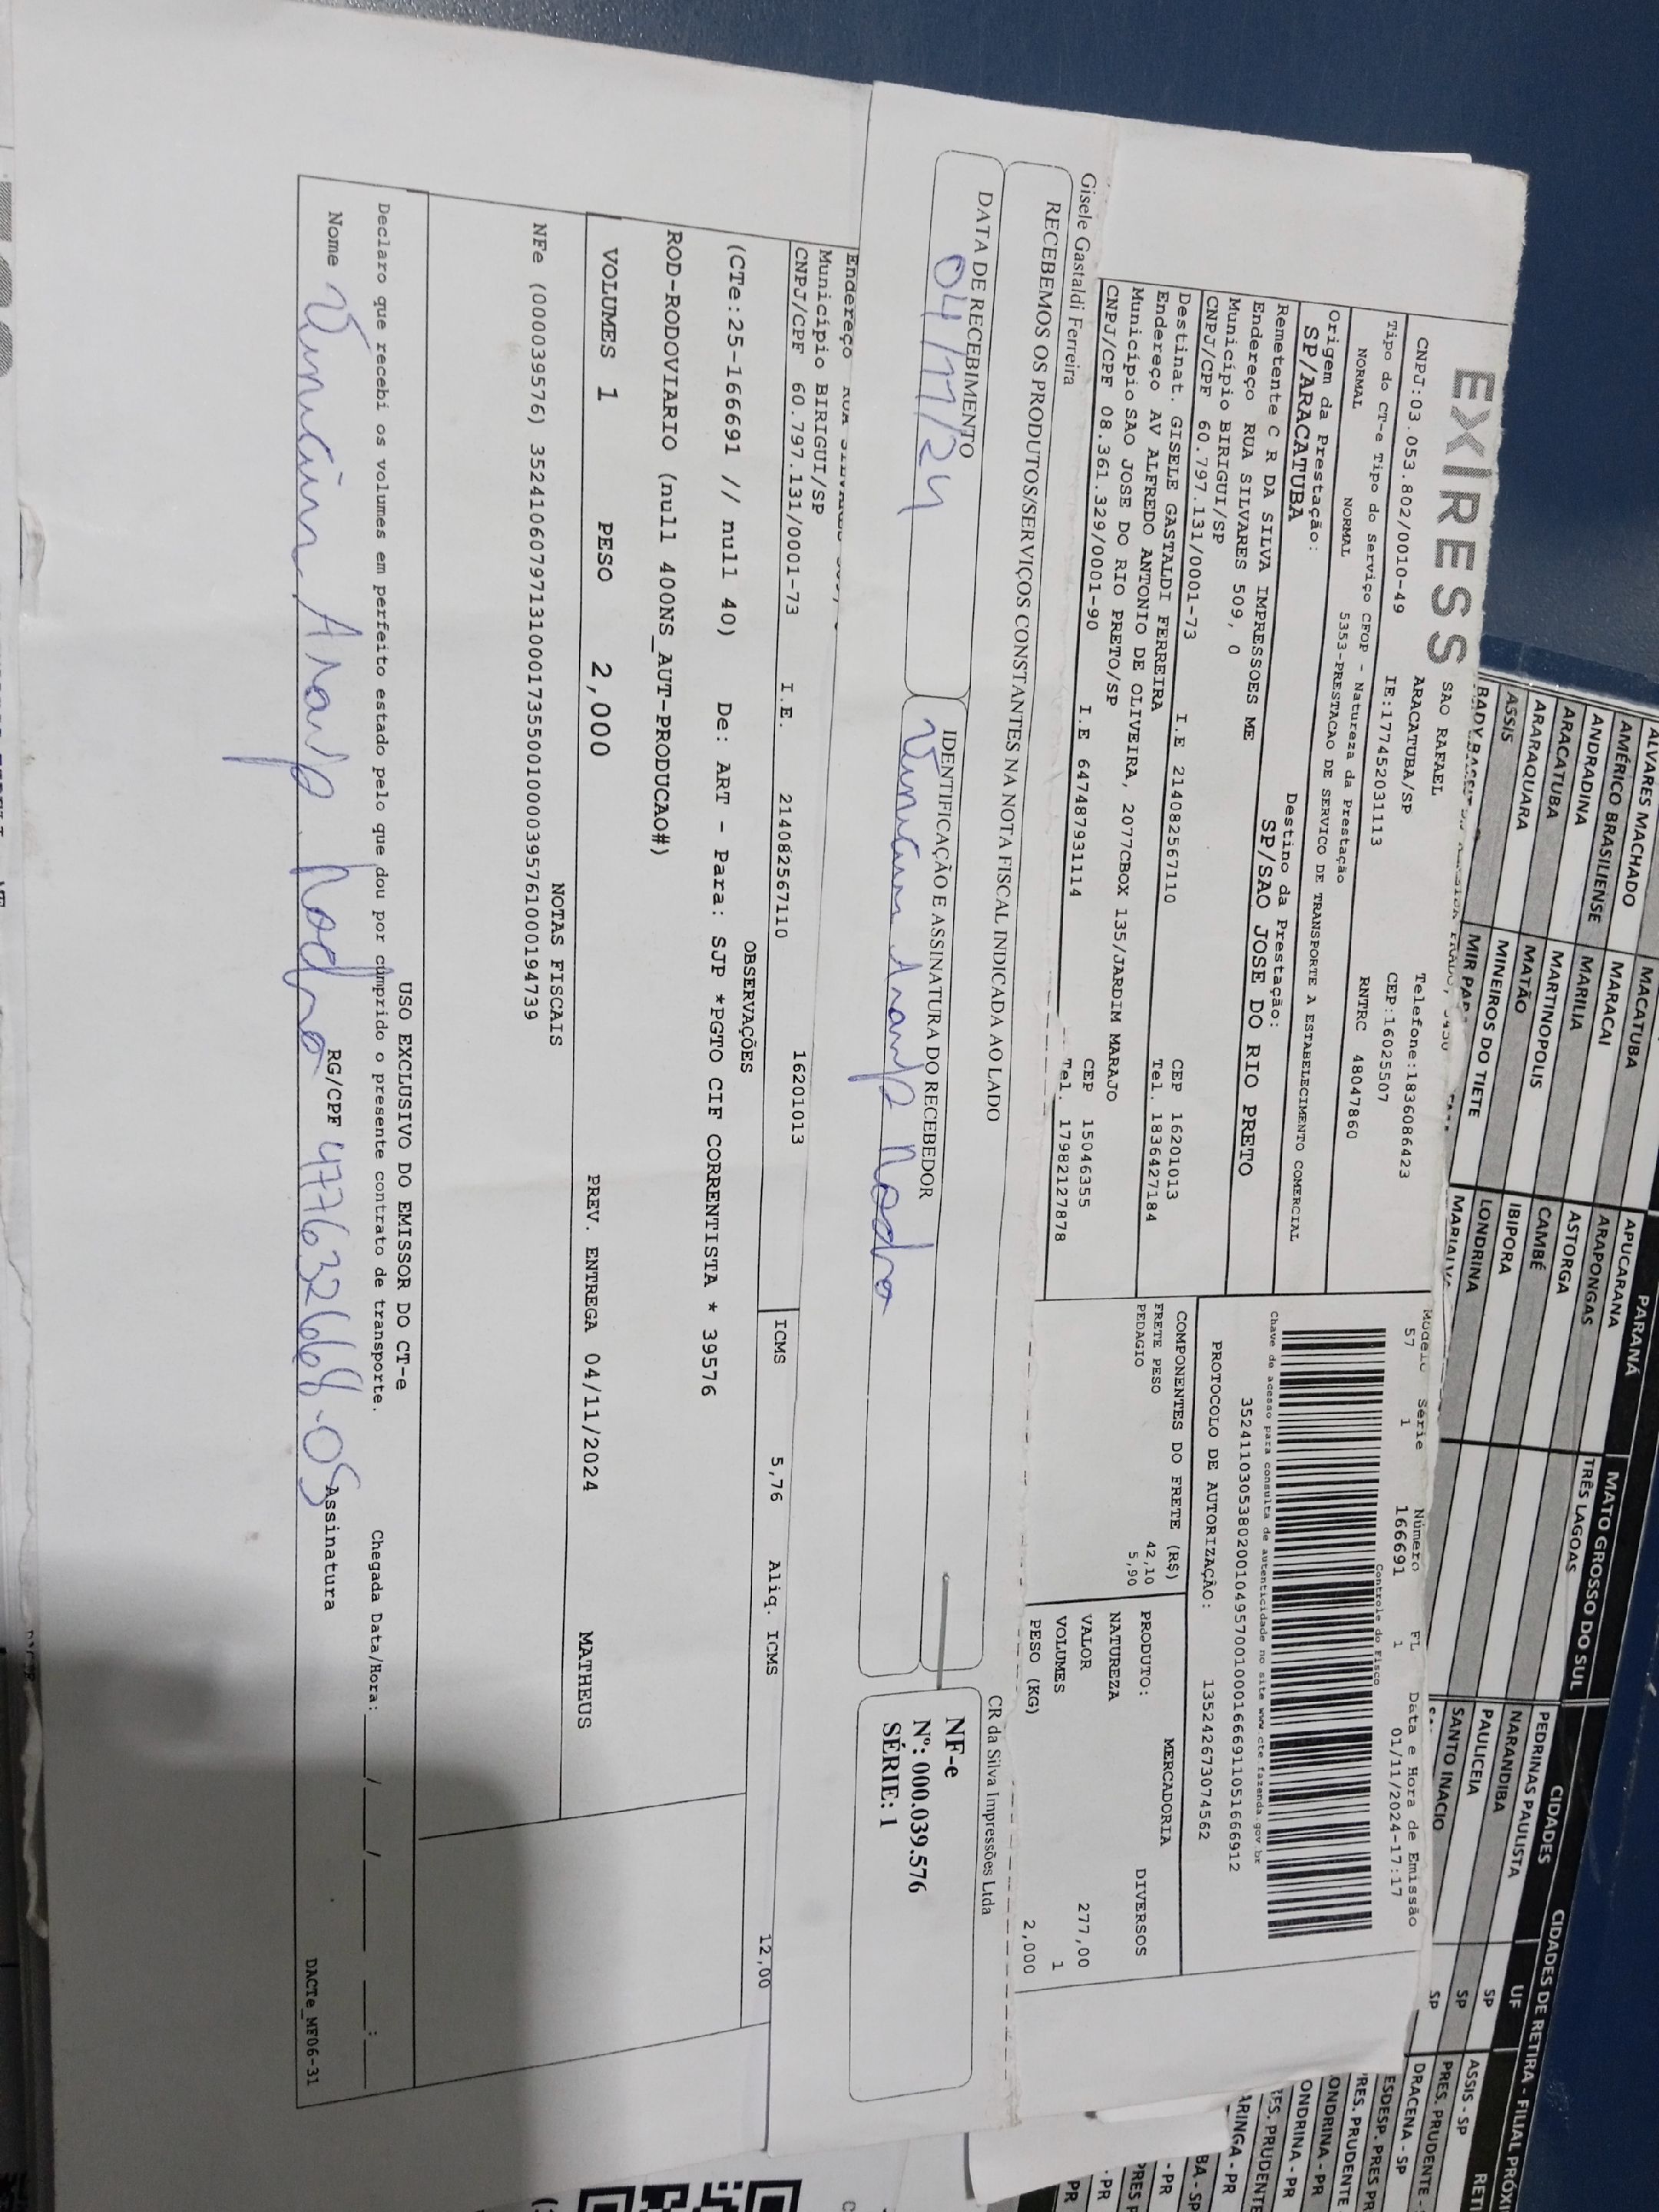 EXPRESS
SAO RAFAEL
CNPJ:03.053.802/0010-49 ARACATUBA/SP Telefone:1836086423
IE:177452031113 CEP:16025507
Tipo do CT-e Tipo do Serviço CFOP - Natureza da Prestação RNTRC 48047860
NORMAL NORMAL 5353-PRESTACAO DE SERVICO DE TRANSPORTE A ESTABELECIMENTO COMERCIAL
Origem da Prestação: Destino da Prestação:
SP/ARACATUBA SP/SAO JOSE DO RIO PRETO
Remetente C R DA SILVA IMPRESSOES ME
Endereço RUA SILVARES 509, 0
Município BIRIGUI/SP CEP 16201013
CNPJ/CPF 60.797.131/0001-73 I.E 214082567110 Tel. 1836427184
Destinat. GISELE GASTALDI FERREIRA
Endereço AV ALFREDO ANTONIO DE OLIVEIRA, 2077CBOX 135/JARDIM MARAJO
Município SAO JOSE DO RIO PRETO/SP CEP 15046355
CNPJ/CPF 08.361.329/0001-90 I.E 647487931114 Tel. 17982127878
Modelo Série Número FL Data e Hora de Emissão
57 1 166691 1 01/11/2024-17:17
Controle do Fisco
Chave de acesso para consulta de autenticidade no site www.cte.fazenda.gov.br
35241103053802001049570010001666911051666912
PROTOCOLO DE AUTORIZAÇÃO: 135242673074562
COMPONENTES DO FRETE (R$) MERCADORIA
FRETE PESO 42,10 PRODUTO: DIVERSOS
PEDAGIO 5,90 NATUREZA
VALOR 277,00
VOLUMES 1
PESO (KG) 2,000
Gisele Gastaldi Ferreira
CR da Silva Impressões Ltda
RECEBEMOS OS PRODUTOS/SERVIÇOS CONSTANTES NA NOTA FISCAL INDICADA AO LADO
DATA DE RECEBIMENTO IDENTIFICAÇÃO E ASSINATURA DO RECEBEDOR
04/11/24
NF-e
Nº: 000.039.576
SÉRIE: 1
Endereço
Município BIRIGUI/SP 16201013
CNPJ/CPF 60.797.131/0001-73 I.E. 214082567110 ICMS 5,76 Aliq. ICMS 12,00
OBSERVAÇÕES
(CTe:25-166691 // null 40) De: ART - Para: SJP *PGTO CIF CORRENTISTA * 39576
ROD-RODOVIARIO (null 400NS_AUT-PRODUCAO#)
VOLUMES 1 PESO 2,000 PREV. ENTREGA 04/11/2024 MATHEUS
NOTAS FISCAIS
NFe (000039576) 35241060797131000173550010000395761000194739
USO EXCLUSIVO DO EMISSOR DO CT-e
Declaro que recebi os volumes em perfeito estado pelo que dou por cumprido o presente contrato de transporte. Chegada Data/Hora: __/__/__ __:__
Nome RG/CPF Assinatura
DACTe_MF06-31
PARANÁ
MATO GROSSO DO SUL
CIDADES
CIDADES DE RETIRA - FILIAL PRÓXI
UF
ALVARES MACHADO MACATUBA APUCARANA TRÊS LAGOAS PEDRINAS PAULISTA
AMÉRICO BRASILIENSE MARACAI ARAPONGAS NARANDIBA
ANDRADINA MARILIA ASTORGA PAULICEIA SP ASSIS - SP
ARACATUBA MARTINOPOLIS CAMBÉ SANTO INACIO SP
ARARAQUARA MATÃO IBIPORA SP DRACENA - SP
ASSIS MINEIROS DO TIETE LONDRINA